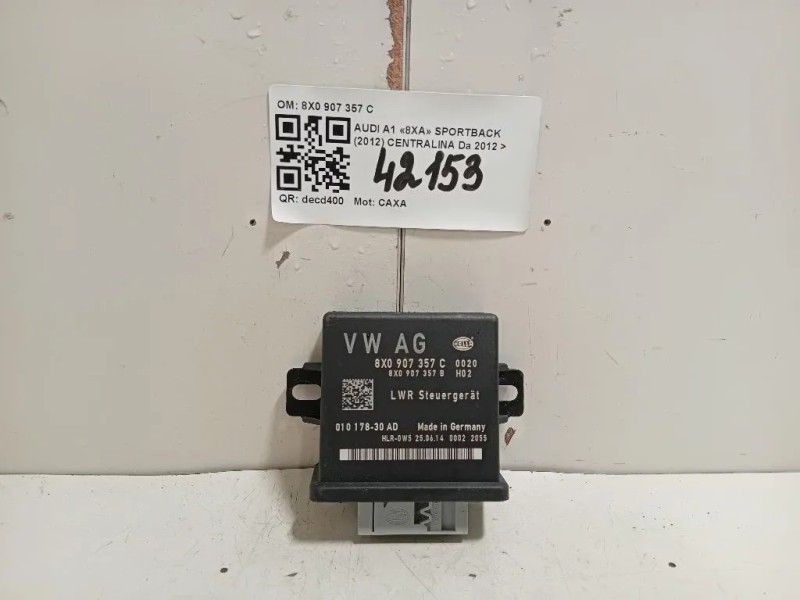 OM: 8X0 907 357 C
AUDI A1 «8XA» SPORTBACK
(2012) CENTRALINA Da 2012 >
42153
QR: decd400 Mot: CAXA
VW AG
HELLA
8X0 907 357 C 0020
8X0 907 357 B H02
LWR Steuergerät
010 178-30 AD Made in Germany
HLR-0W5 25.06.14 0002 2055